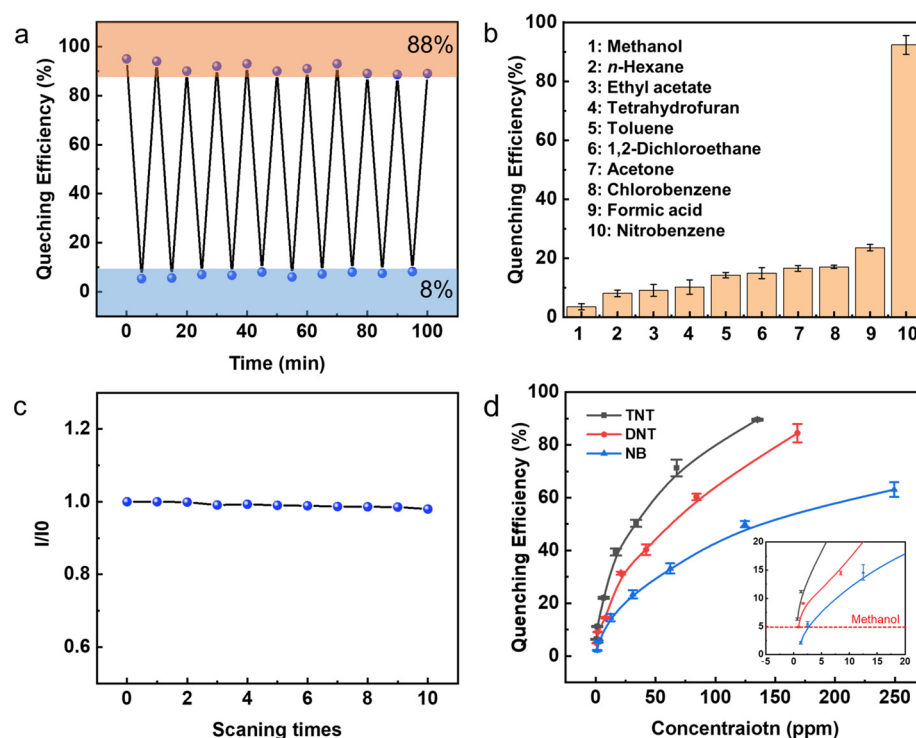 a
Queching Efficiency (%)
100
80
60
40
20
0
88%
8%
0 20 40 60 80 100
Time (min)
b
Quenching Efficiency(%)
100
80
60
40
20
0
1: Methanol
2: n-Hexane
3: Ethyl acetate
4: Tetrahydrofuran
5: Toluene
6: 1,2-Dichloroethane
7: Acetone
8: Chlorobenzene
9: Formic acid
10: Nitrobenzene
1 2 3 4 5 6 7 8 9 10
c
I/I0
1.2
1.0
0.8
0.6
0 2 4 6 8 10
Scaning times
d
Quenching Efficiency (%)
100
80
60
40
20
0
TNT
DNT
NB
20
15
10
5
0
Methanol
-5 0 5 10 15 20
0 50 100 150 200 250
Concentraiotn (ppm)